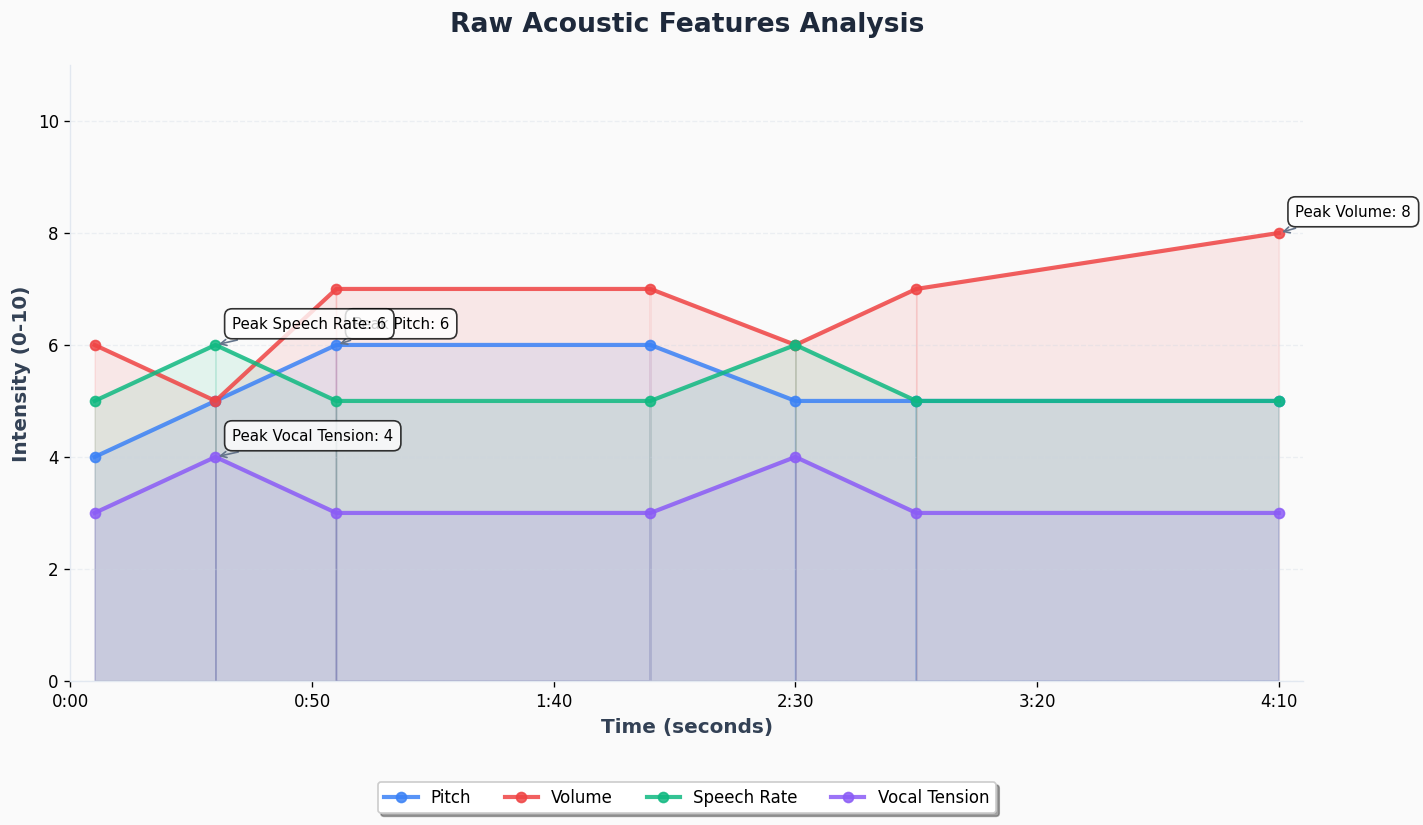 Raw Acoustic Features Analysis
Intensity (0-10)
10
8
6
4
2
0
Peak Volume: 8
Peak Speech Rate: 6
Peak Pitch: 6
Peak Vocal Tension: 4
0:00 0:50 1:40 2:30 3:20 4:10
Time (seconds)
Pitch Volume Speech Rate Vocal Tension